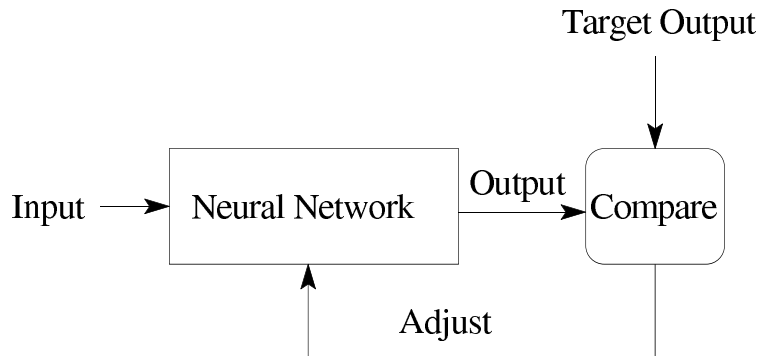 Target Output
Input
Neural Network
Output
Compare
Adjust